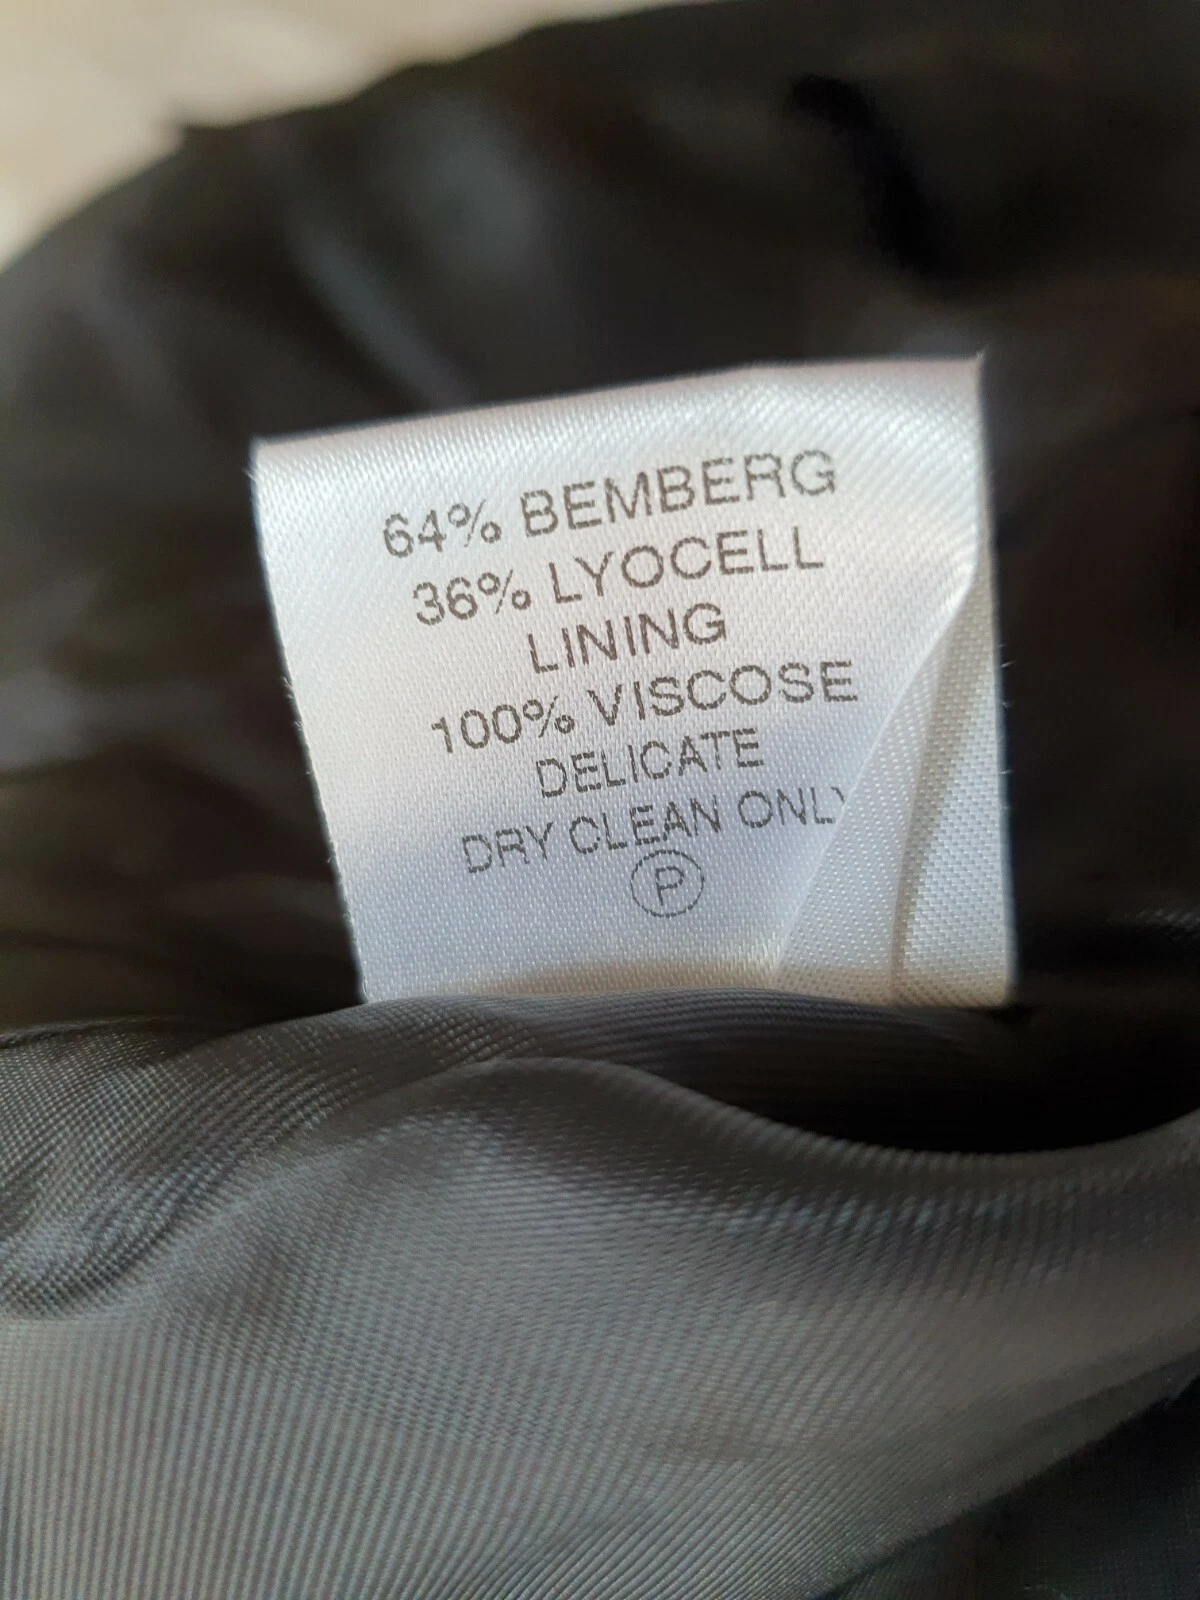 64% BEMBERG
36% LYOCELL
LINING
100% VISCOSE
DELICATE
DRY CLEAN ONLY
P